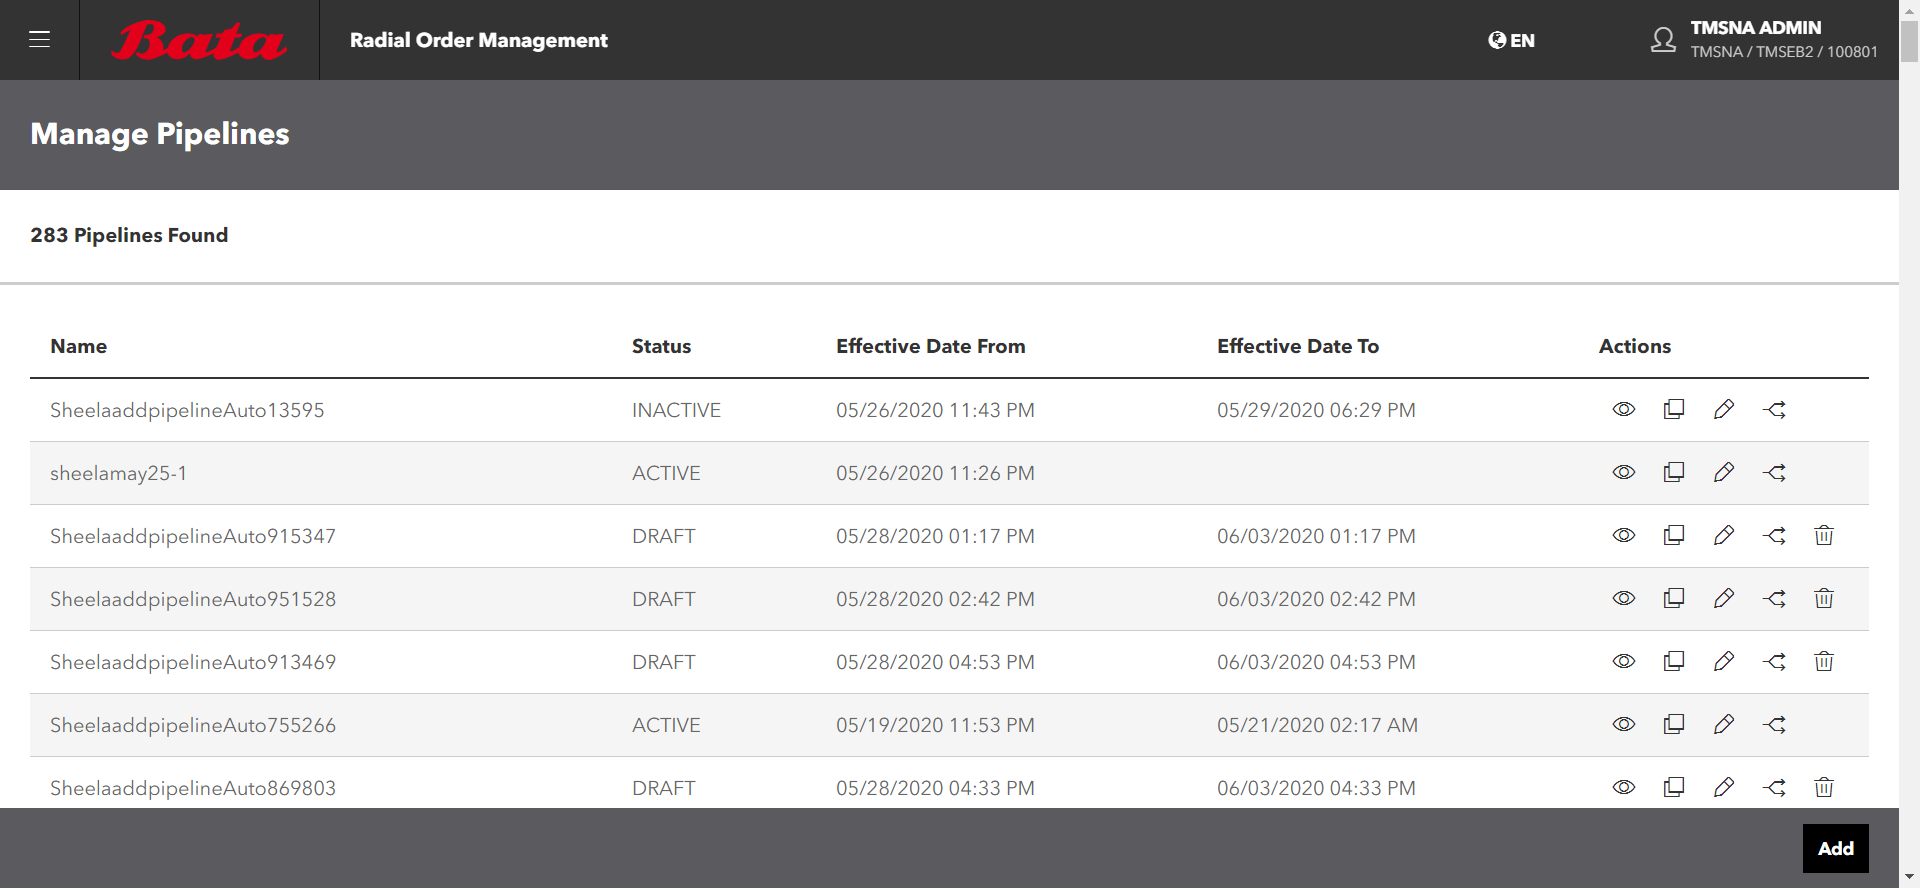 Bata
Radial Order Management
EN
TMSNA ADMIN
TMSNA / TMSEB2 / 100801
Manage Pipelines
283 Pipelines Found
Name Status Effective Date From Effective Date To Actions
SheelaaddpipelineAuto13595 INACTIVE 05/26/2020 11:43 PM 05/29/2020 06:29 PM
sheelamay25-1 ACTIVE 05/26/2020 11:26 PM
SheelaaddpipelineAuto915347 DRAFT 05/28/2020 01:17 PM 06/03/2020 01:17 PM
SheelaaddpipelineAuto951528 DRAFT 05/28/2020 02:42 PM 06/03/2020 02:42 PM
SheelaaddpipelineAuto913469 DRAFT 05/28/2020 04:53 PM 06/03/2020 04:53 PM
SheelaaddpipelineAuto755266 ACTIVE 05/19/2020 11:53 PM 05/21/2020 02:17 AM
SheelaaddpipelineAuto869803 DRAFT 05/28/2020 04:33 PM 06/03/2020 04:33 PM
Add